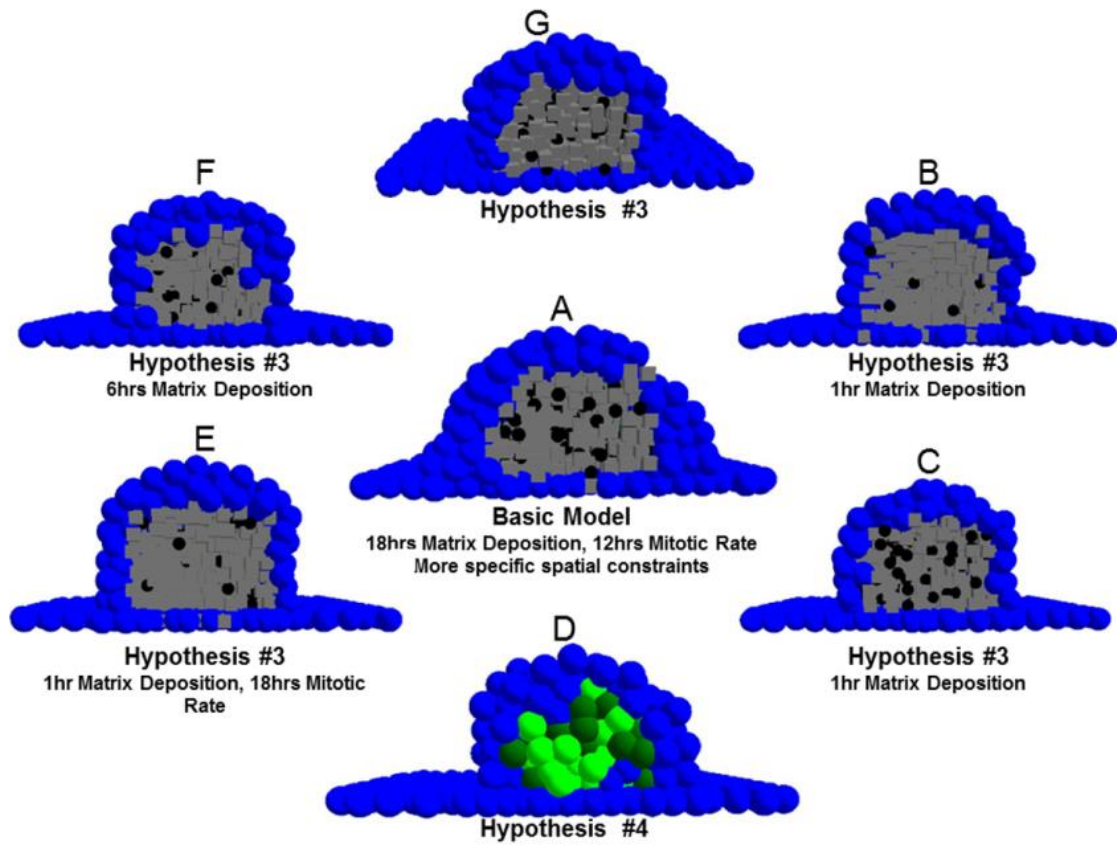 G
Hypothesis #3
F
Hypothesis #3
6hrs Matrix Deposition
B
Hypothesis #3
1hr Matrix Deposition
A
Basic Model
18hrs Matrix Deposition, 12hrs Mitotic Rate
More specific spatial constraints
E
Hypothesis #3
1hr Matrix Deposition, 18hrs Mitotic
Rate
C
Hypothesis #3
1hr Matrix Deposition
D
Hypothesis #4